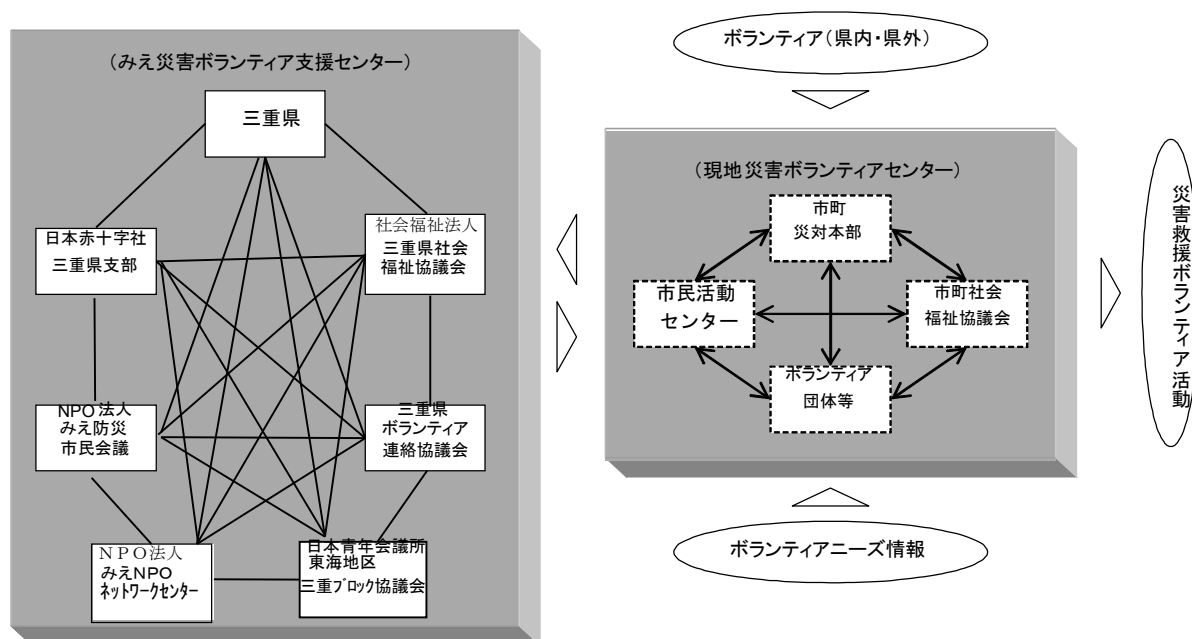 (みえ災害ボランティア支援センター)
三重県
日本赤十字社
三重県支部
社会福祉法人
三重県社会
福祉協議会
NPO法人
みえ防災
市民会議
三重県
ボランティア
連絡協議会
NPO法人
みえNPO
ネットワークセンター
日本青年会議所
東海地区
三重ブロック協議会
ボランティア(県内・県外)
(現地災害ボランティアセンター)
市町
災対本部
市民活動
センター
市町社会
福祉協議会
ボランティア
団体等
ボランティアニーズ情報
災害救援ボランティア活動